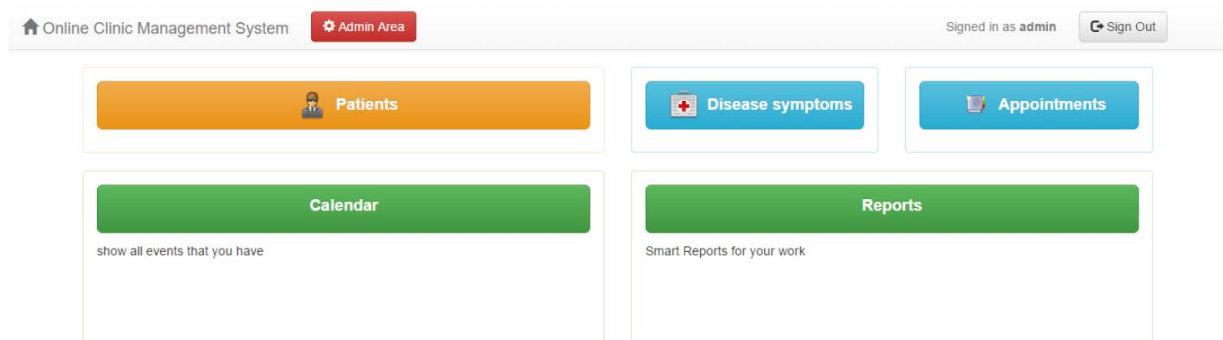 Online Clinic Management System Admin Area Signed in as admin Sign Out
Patients Disease symptoms Appointments
Calendar Reports
show all events that you have Smart Reports for your work